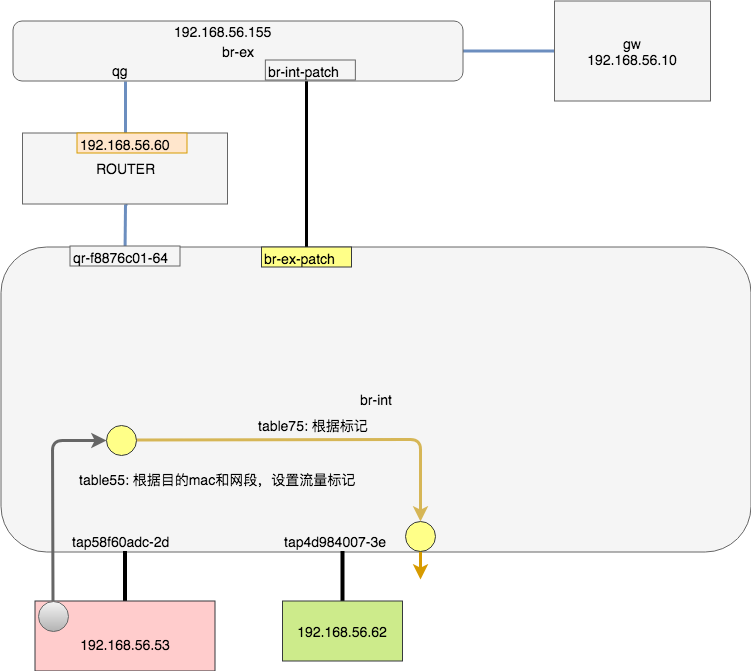 192.168.56.155
br-ex
qg
br-int-patch
gw
192.168.56.10
192.168.56.60
ROUTER
qr-f8876c01-64
br-ex-patch
br-int
table75: 根据标记
table55: 根据目的mac和网段，设置流量标记
tap58f60adc-2d
tap4d984007-3e
192.168.56.53
192.168.56.62